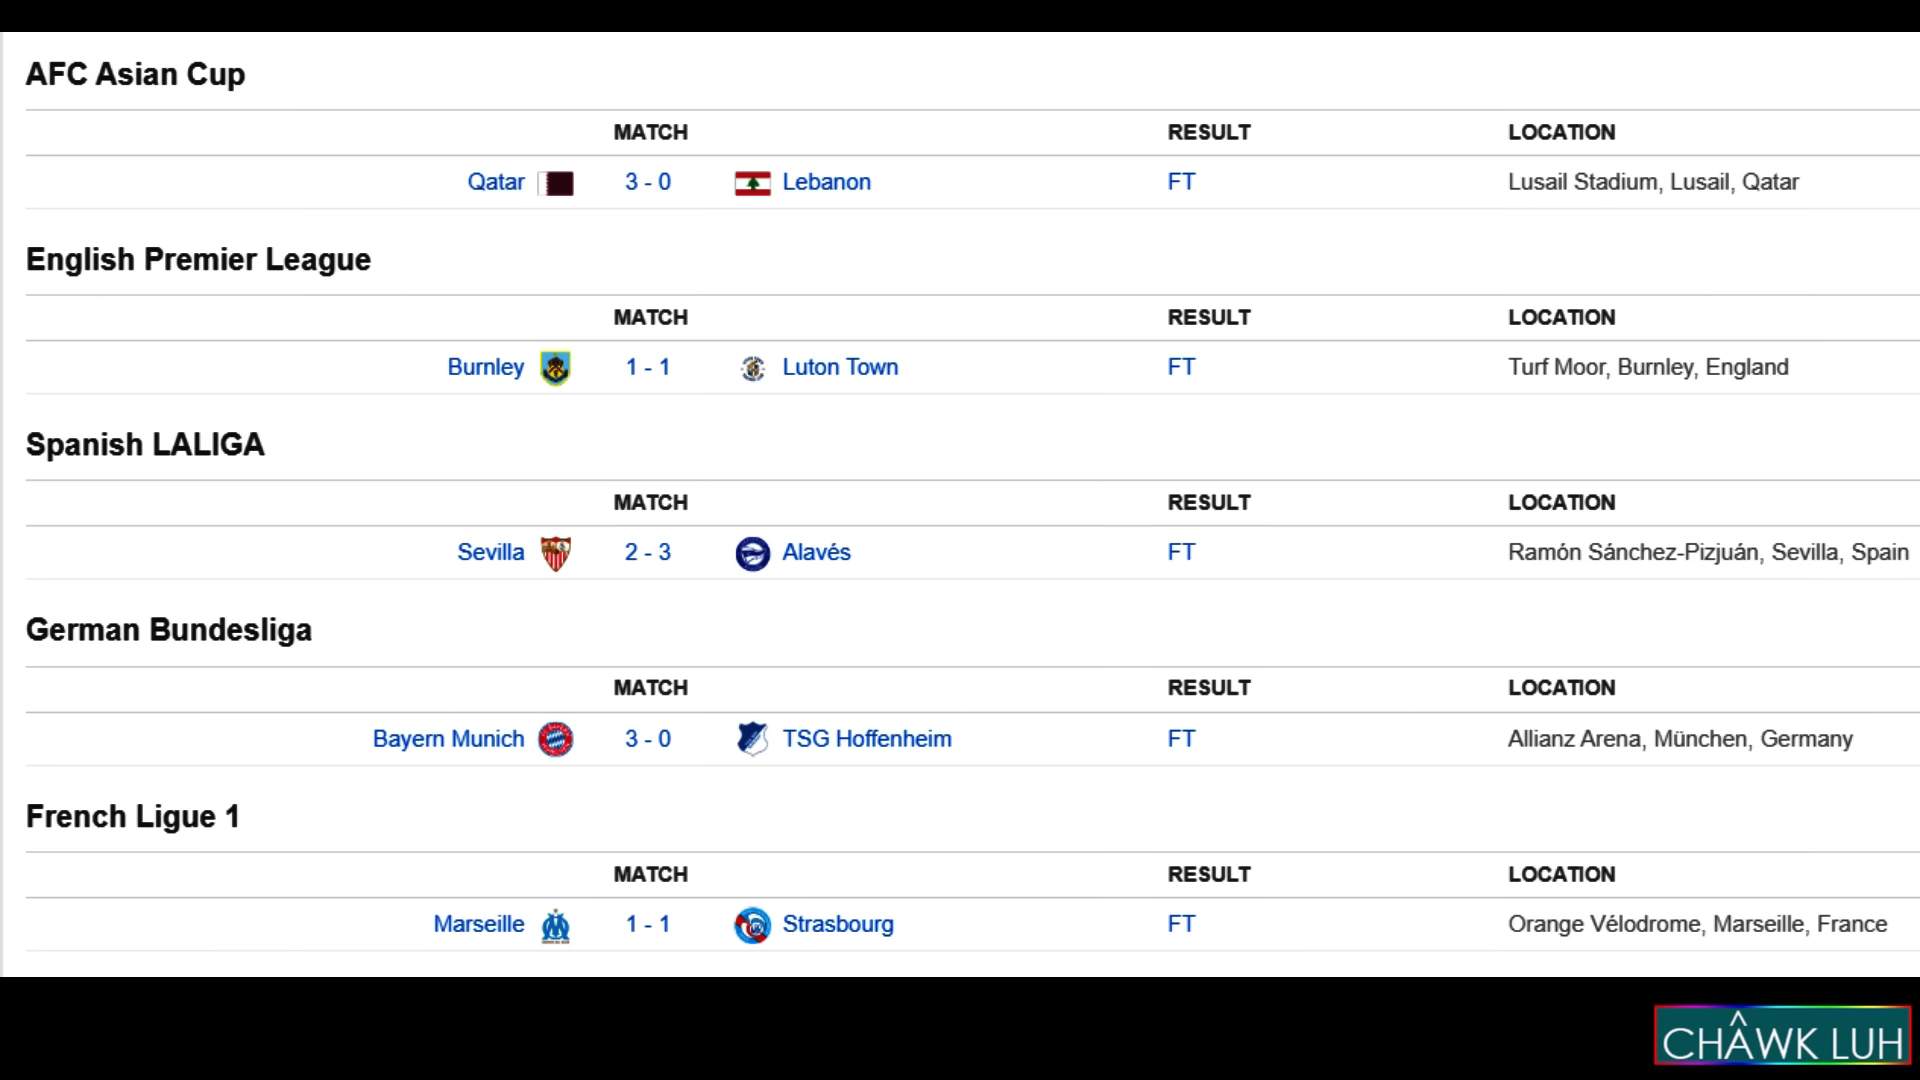 AFC Asian Cup
MATCH RESULT LOCATION
Qatar 3 - 0 Lebanon FT Lusail Stadium, Lusail, Qatar
English Premier League
MATCH RESULT LOCATION
Burnley 1 - 1 Luton Town FT Turf Moor, Burnley, England
Spanish LALIGA
MATCH RESULT LOCATION
Sevilla 2 - 3 Alavés FT Ramón Sánchez-Pizjuán, Sevilla, Spain
German Bundesliga
MATCH RESULT LOCATION
Bayern Munich 3 - 0 TSG Hoffenheim FT Allianz Arena, München, Germany
French Ligue 1
MATCH RESULT LOCATION
Marseille 1 - 1 Strasbourg FT Orange Vélodrome, Marseille, France
CHÂWK LUH